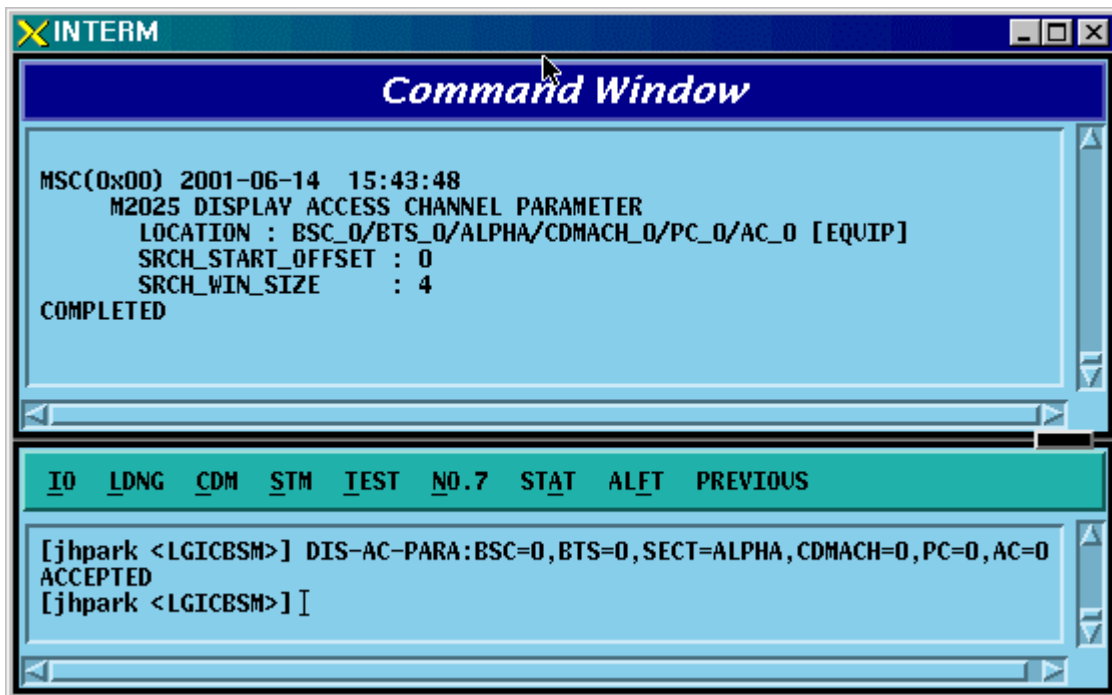 INTERM
Command Window
MSC(0x00) 2001-06-14  15:43:48
M2025 DISPLAY ACCESS CHANNEL PARAMETER
LOCATION : BSC_0/BTS_0/ALPHA/CDMACH_0/PC_0/AC_0 [EQUIP]
SRCH_START_OFFSET : 0
SRCH_WIN_SIZE     : 4
COMPLETED
IO LDNG CDM STM TEST NO.7 STAT ALFT PREVIOUS
[jhpark <LGICBSM>] DIS-AC-PARA:BSC=0,BTS=0,SECT=ALPHA,CDMACH=0,PC=0,AC=0
ACCEPTED
[jhpark <LGICBSM>]